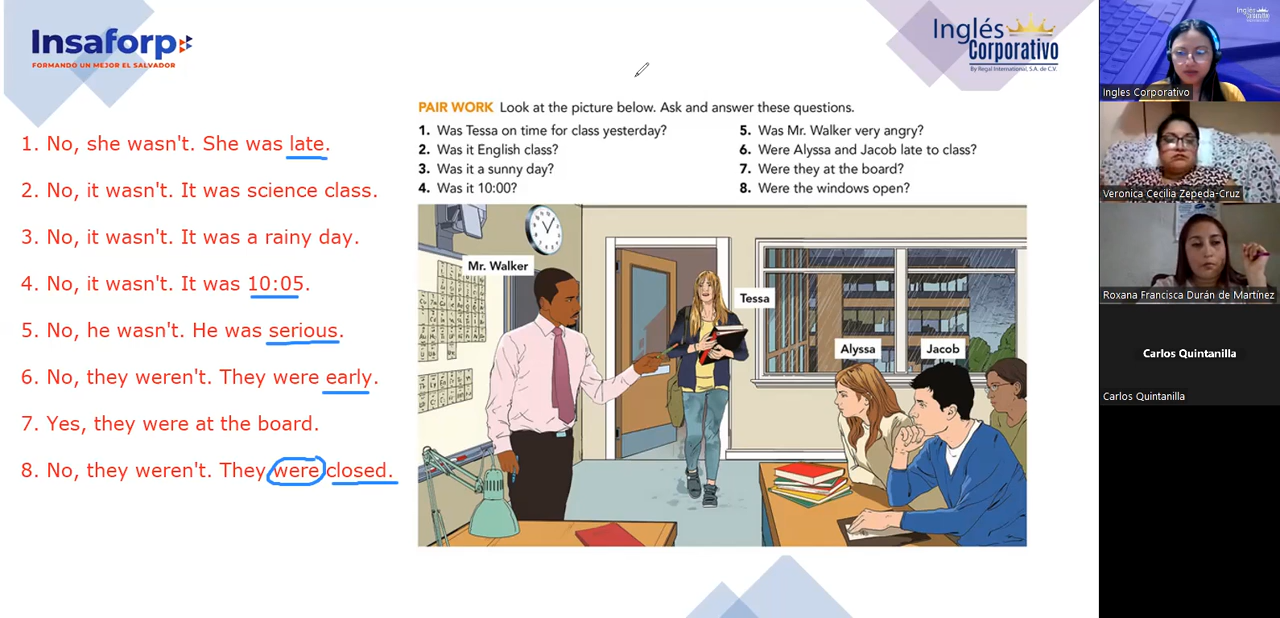 Insaforp
FORMANDO UN MEJOR EL SALVADOR
Inglés
Corporativo
By Regal International, S.A. de C.V.
PAIR WORK Look at the picture below. Ask and answer these questions.
1. Was Tessa on time for class yesterday?
2. Was it English class?
3. Was it a sunny day?
4. Was it 10:00?
5. Was Mr. Walker very angry?
6. Were Alyssa and Jacob late to class?
7. Were they at the board?
8. Were the windows open?
1. No, she wasn't. She was late.
2. No, it wasn't. It was science class.
3. No, it wasn't. It was a rainy day.
4. No, it wasn't. It was 10:05.
5. No, he wasn't. He was serious.
6. No, they weren't. They were early.
7. Yes, they were at the board.
8. No, they weren't. They were closed.
Mr. Walker
Tessa
Alyssa
Jacob
Inglés
Corporativo
Ingles Corporativo
Veronica Cecilia Zepeda-Cruz
Roxana Francisca Durán de Martínez
Carlos Quintanilla
Carlos Quintanilla